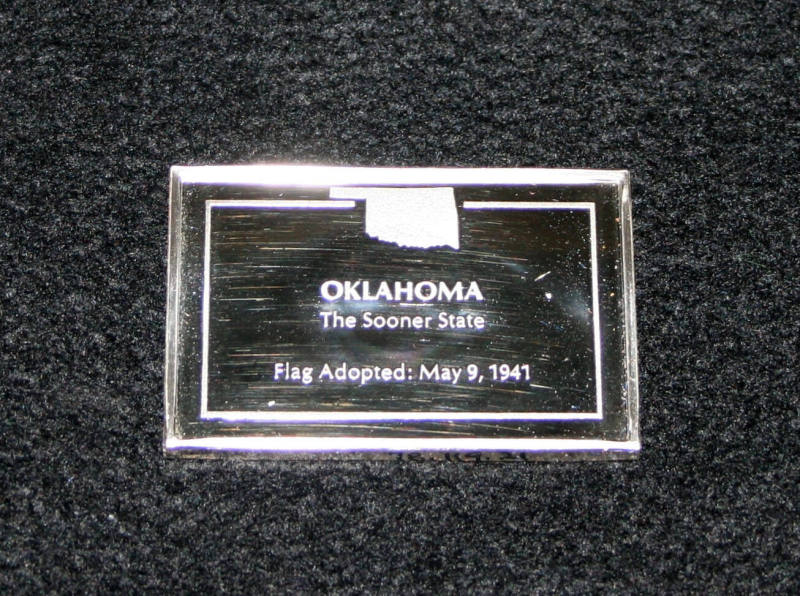 OKLAHOMA
The Sooner State
Flag Adopted: May 9, 1941